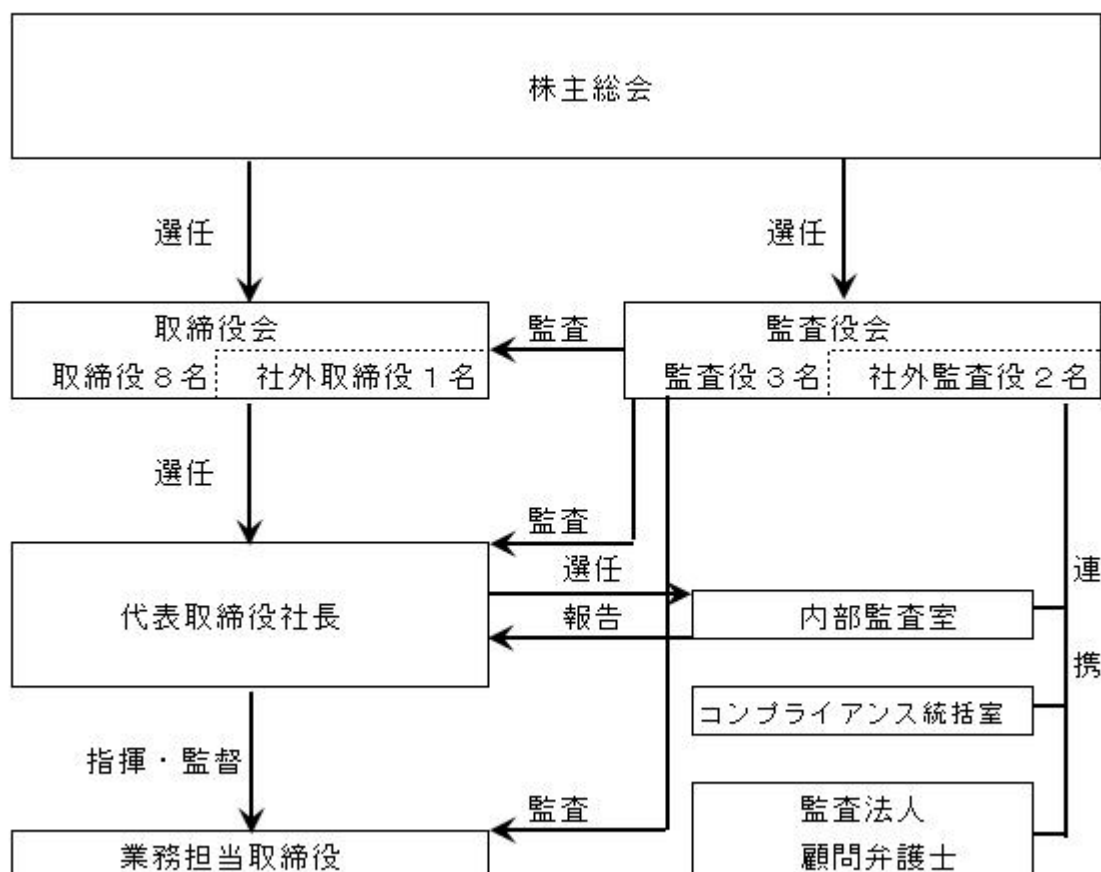 株主総会
選任
選任
取締役会
取締役８名
社外取締役１名
監査
監査役会
監査役３名
社外監査役２名
選任
監査
代表取締役社長
選任
報告
内部監査室
連携
コンプライアンス統括室
指揮・監督
監査
監査法人
顧問弁護士
業務担当取締役